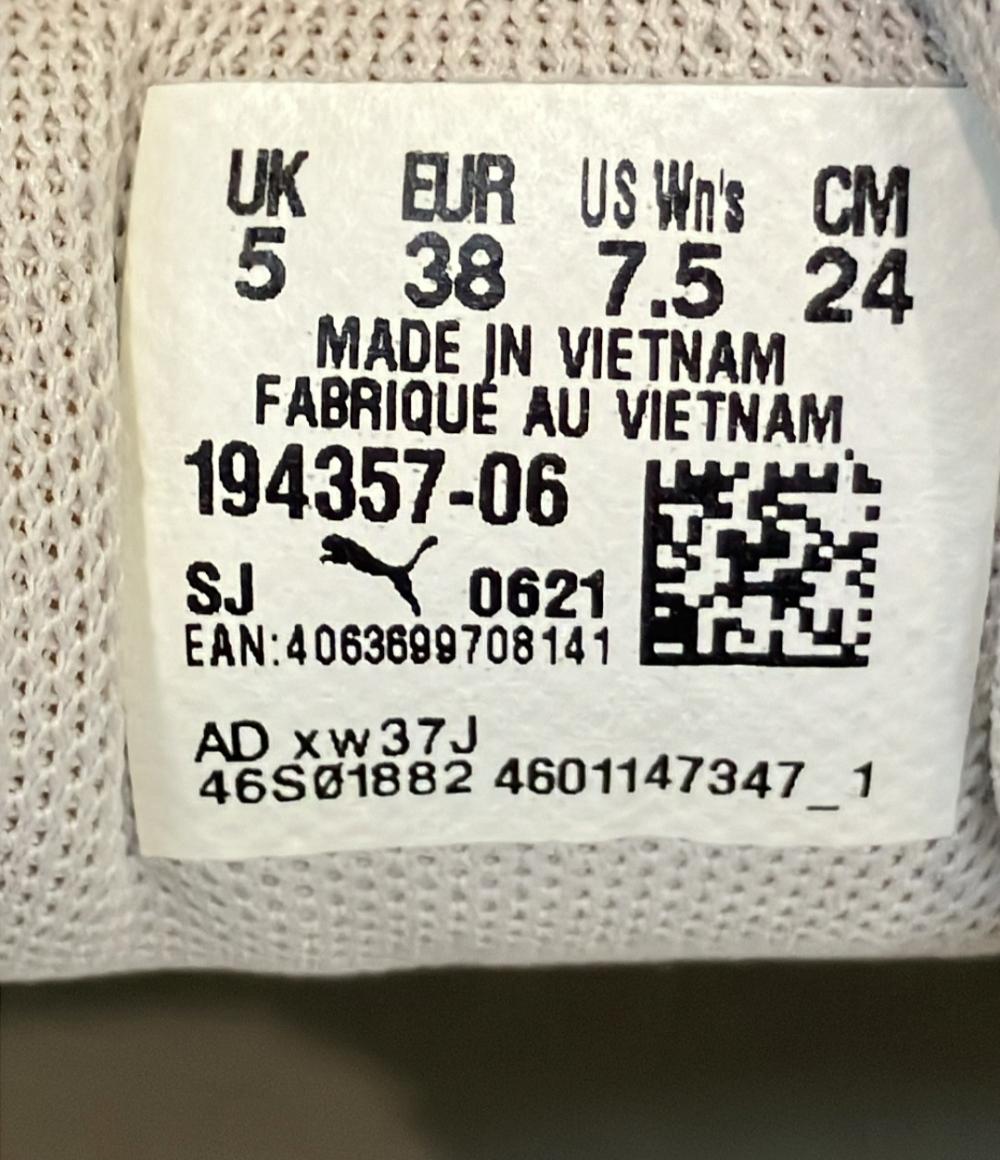 UK EUR US Wn's CM
5 38 7.5 24
MADE IN VIETNAM
FABRIQUÉ AU VIETNAM
194357-06
SJ 0621
EAN:4063699708141
AD xw37J
46S01882 4601147347_1